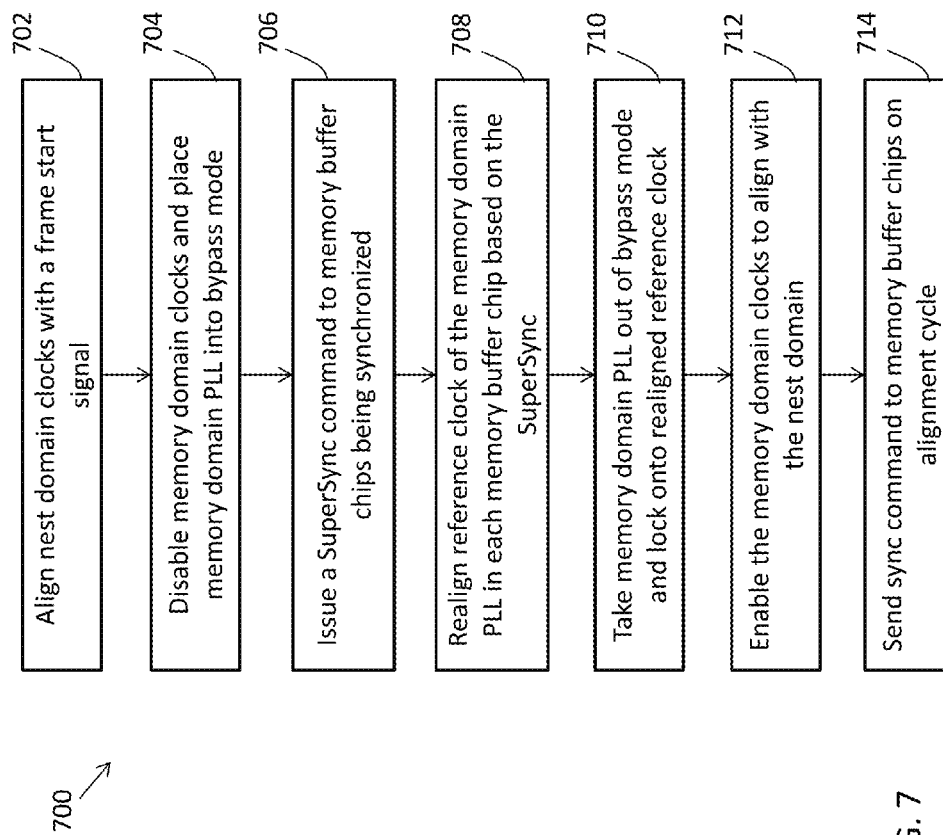 700
702
Align nest domain clocks with a frame start
signal
704
Disable memory domain clocks and place
memory domain PLL into bypass mode
706
Issue a SuperSync command to memory buffer
chips being synchronized
708
Realign reference clock of the memory domain
PLL in each memory buffer chip based on the
SuperSync
710
Take memory domain PLL out of bypass mode
and lock onto realigned reference clock
712
Enable the memory domain clocks to align with
the nest domain
714
Send sync command to memory buffer chips on
alignment cycle
7